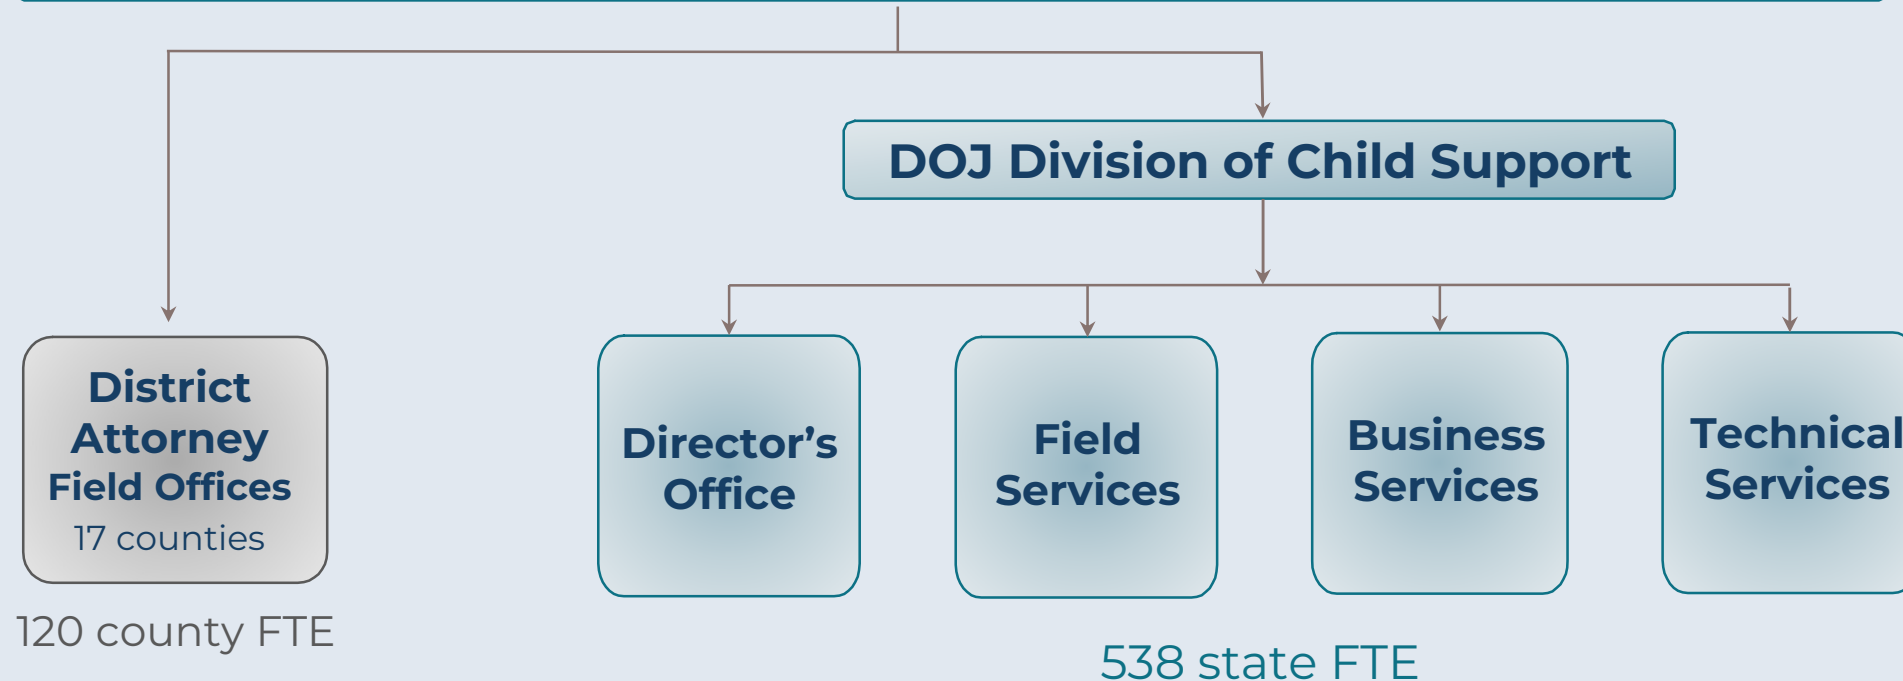 DOJ Division of Child Support
District
Attorney
Field Offices
17 counties
120 county FTE
Director’s
Office
Field
Services
Business
Services
Technical
Services
538 state FTE